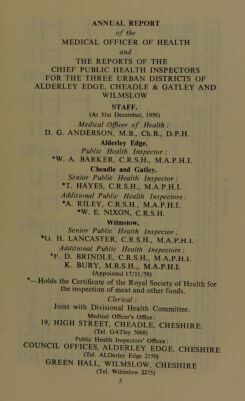 ANNUAL REPORT
of the
MEDICAL OFFICER OF HEALTH
and
THE REPORTS OF THE
CHIEF PUBLIC HEALTH INSPECTORS
FOR THE THREE URBAN DISTRICTS OF
ALDERLEY EDGE, CHEADLE & GATLEY AND
WILMSLOW
STAFF.
(At 31st December, 1958)
Medical Officer of Health :
D. G. ANDERSON, M.B., Ch.B., D.P.H.
Alderley Edge.
Public Health Inspector :
*W. A. BARKER, C.R.S.H., M.A.P.H.I.
Cheadle and Gatley.
Senior Public Health Inspector :
*T. HAYES, C.R.S.H., M.A.P.H.I.
Additional Public Health Inspectors :
*A. RILEY, C.R.S.H., M.A.P.H.I.
*W. E. NIXON, C.R.S.H.
Wilmslow.
Senior Public Health Inspector :
*G. H. LANCASTER, C.R.S.H., M.A.P.H.I.
Additional Public Health Inspectors :
*F. D. BRINDLE, C.R.S.H., M.A.P.H.I.
K. BURY, M.R.S.H., M.A.P.H.I.
(Appointed 17/11/58)
*—Holds the Certificate of the Royal Society of Health for
the inspection of meat and other foods.
Clerical :
Joint with Divisional Health Committee.
Medical Officer's Office:
19, HIGH STREET, CHEADLE, CHESHIRE.
(Tel. GATley 5068)
Public Health Inspectors' Offices :
COUNCIL OFFICES, ALDERLEY EDGE, CHESHIRE
(Tel. ALDerley Edge 2150)
GREEN HALL, WILMSLOW, CHESHIRE
(Tel. Wilmslow 2275)
3